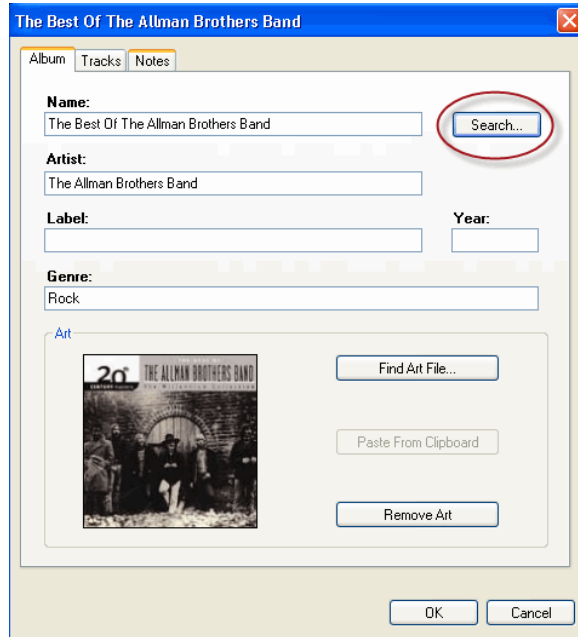 The Best Of The Allman Brothers Band
Album Tracks Notes
Name:
The Best Of The Allman Brothers Band
Search...
Artist:
The Allman Brothers Band
Label:
Year:
Genre:
Rock
Art
THE BEST OF
20th THE ALLMAN BROTHERS BAND
The Millennium Collection
Find Art File...
Paste From Clipboard
Remove Art
OK Cancel